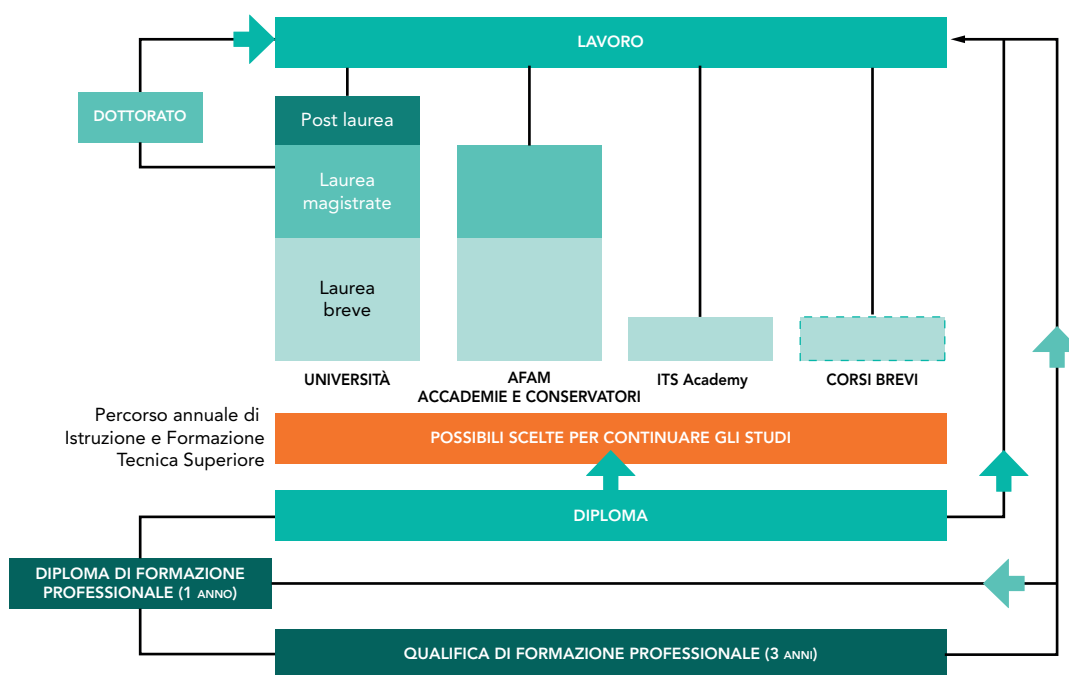 LAVORO
DOTTORATO
Post laurea
Laurea
magistrate
Laurea
breve
UNIVERSITÀ
AFAM
ACCADEMIE E CONSERVATORI
ITS Academy
CORSI BREVI
Percorso annuale di
Istruzione e Formazione
Tecnica Superiore
POSSIBILI SCELTE PER CONTINUARE GLI STUDI
DIPLOMA
DIPLOMA DI FORMAZIONE
PROFESSIONALE (1 ANNO)
QUALIFICA DI FORMAZIONE PROFESSIONALE (3 ANNI)